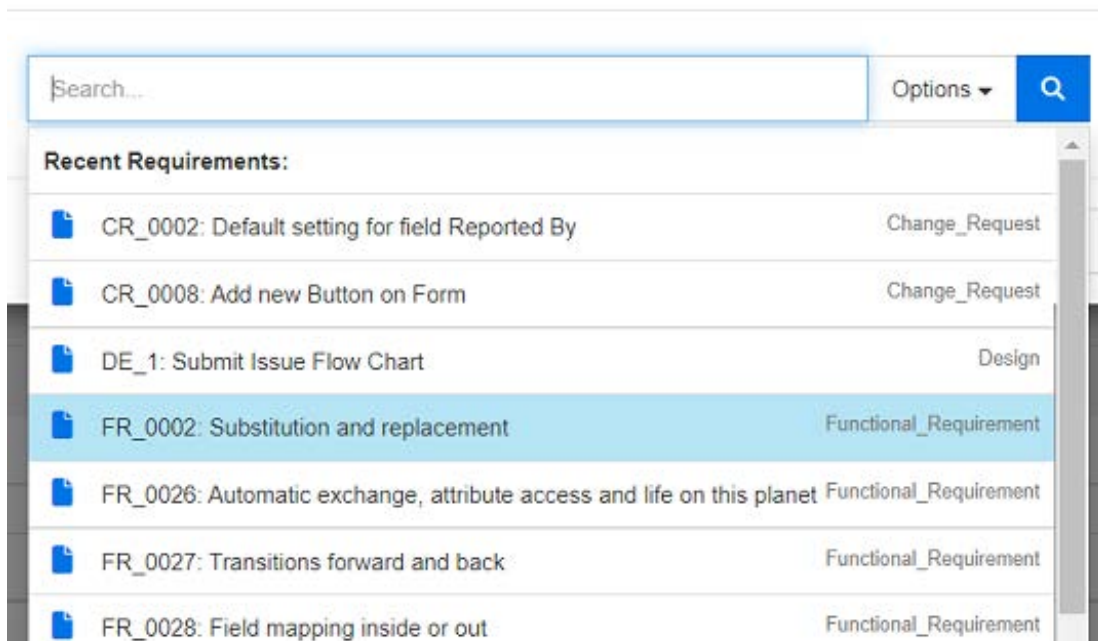 Search...
Options
Recent Requirements:
CR_0002: Default setting for field Reported By Change_Request
CR_0008: Add new Button on Form Change_Request
DE_1: Submit Issue Flow Chart Design
FR_0002: Substitution and replacement Functional_Requirement
FR_0026: Automatic exchange, attribute access and life on this planet Functional_Requirement
FR_0027: Transitions forward and back Functional_Requirement
FR_0028: Field mapping inside or out Functional_Requirement